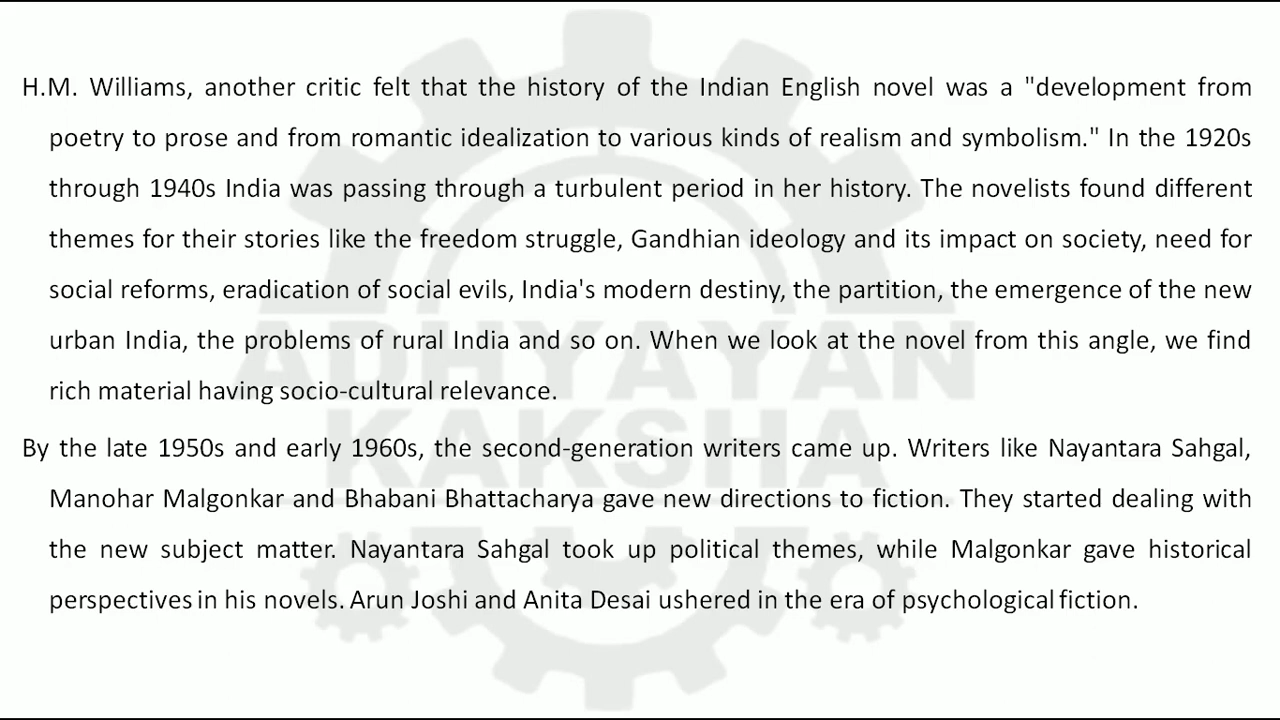 H.M. Williams, another critic felt that the history of the Indian English novel was a "development from
poetry to prose and from romantic idealization to various kinds of realism and symbolism." In the 1920s
through 1940s India was passing through a turbulent period in her history. The novelists found different
themes for their stories like the freedom struggle, Gandhian ideology and its impact on society, need for
social reforms, eradication of social evils, India's modern destiny, the partition, the emergence of the new
urban India, the problems of rural India and so on. When we look at the novel from this angle, we find
rich material having socio-cultural relevance.
By the late 1950s and early 1960s, the second-generation writers came up. Writers like Nayantara Sahgal,
Manohar Malgonkar and Bhabani Bhattacharya gave new directions to fiction. They started dealing with
the new subject matter. Nayantara Sahgal took up political themes, while Malgonkar gave historical
perspectives in his novels. Arun Joshi and Anita Desai ushered in the era of psychological fiction.
ADHYAYAN
KAKSHA